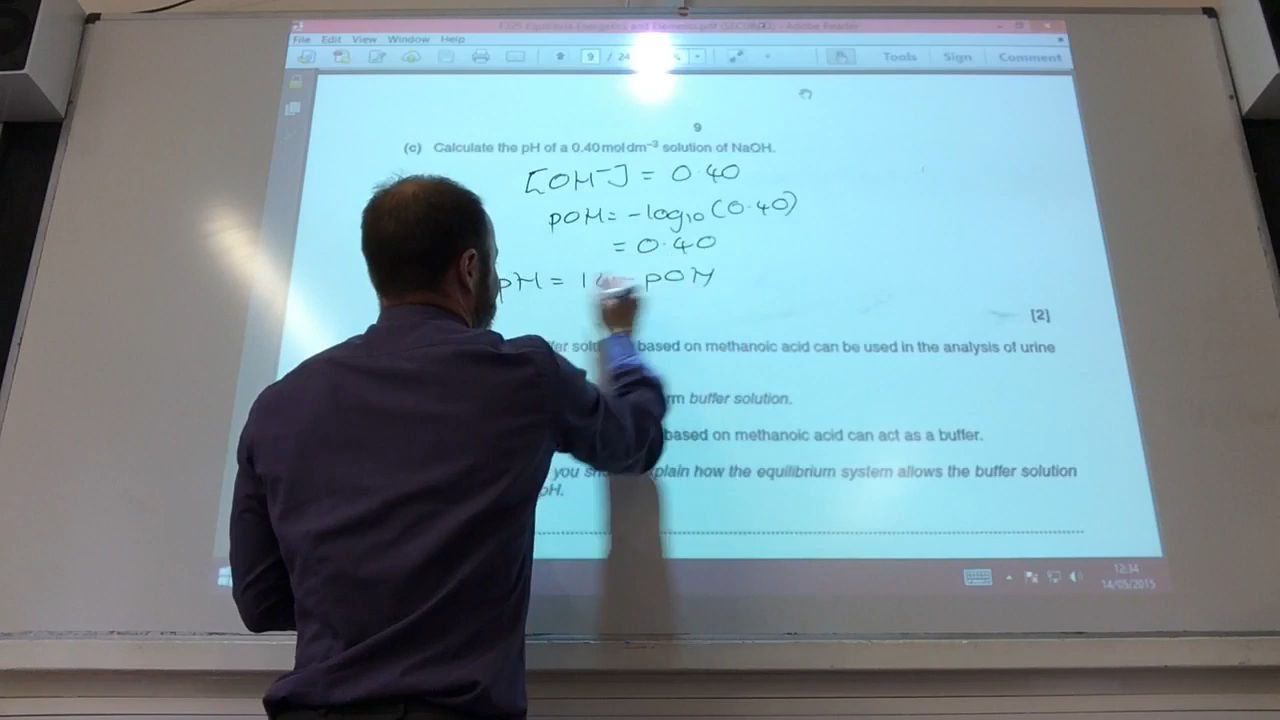 F325 Equilibria Energetics and Elements.pdf (SECURED) - Adobe Reader
File Edit View Window Help
9 / 24 Tools Sign Comment
9
(c) Calculate the pH of a 0.40 mol dm⁻³ solution of NaOH.
[OH⁻] = 0.40
pOH = -log₁₀(0.40)
= 0.40
pH = 1 - pOH
[2]
based on methanoic acid can be used in the analysis of urine
buffer solution.
based on methanoic acid can act as a buffer.
you explain how the equilibrium system allows the buffer solution
pH.
12:34
14/05/2015